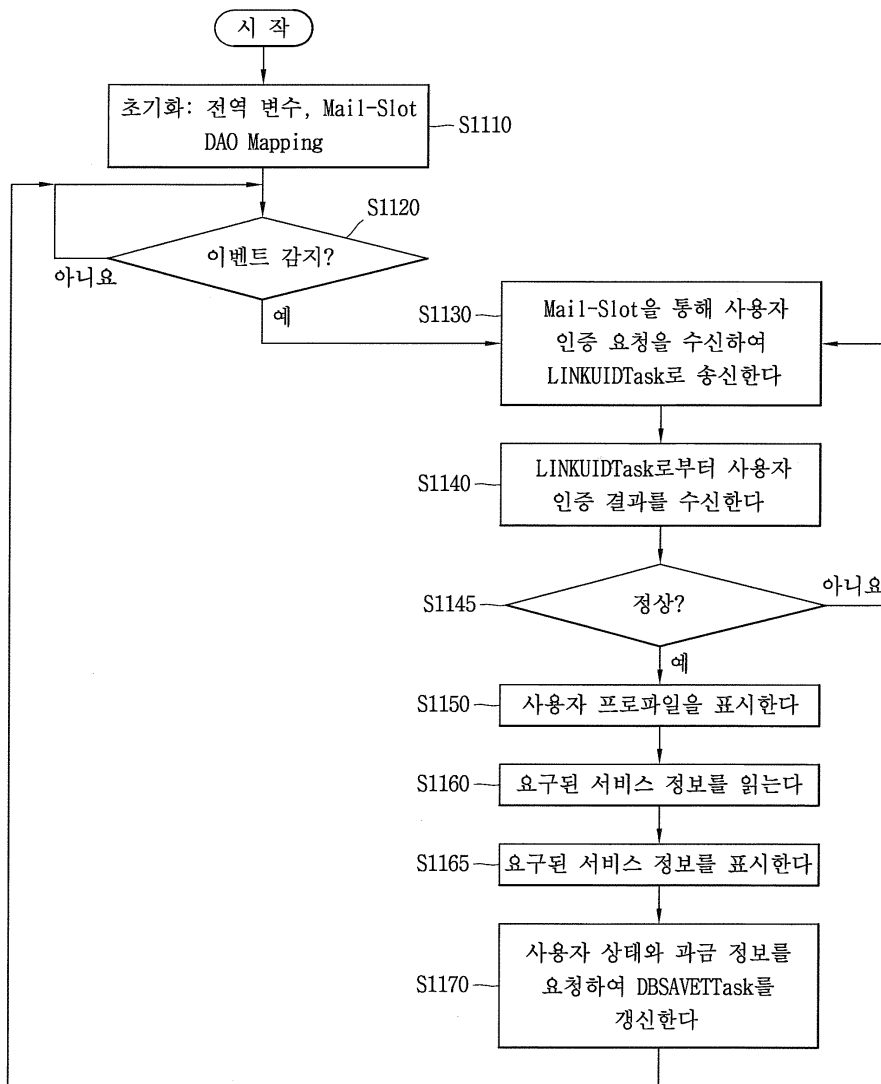 시 작
초기화: 전역 변수, Mail-Slot
DAO Mapping
S1110
S1120
이벤트 감지?
아니요
예
S1130
Mail-Slot을 통해 사용자
인증 요청을 수신하여
LINKUIDTask로 송신한다
S1140
LINKUIDTask로부터 사용자
인증 결과를 수신한다
S1145
정상?
아니요
예
S1150
사용자 프로파일을 표시한다
S1160
요구된 서비스 정보를 읽는다
S1165
요구된 서비스 정보를 표시한다
S1170
사용자 상태와 과금 정보를
요청하여 DBSAVETTask를
갱신한다